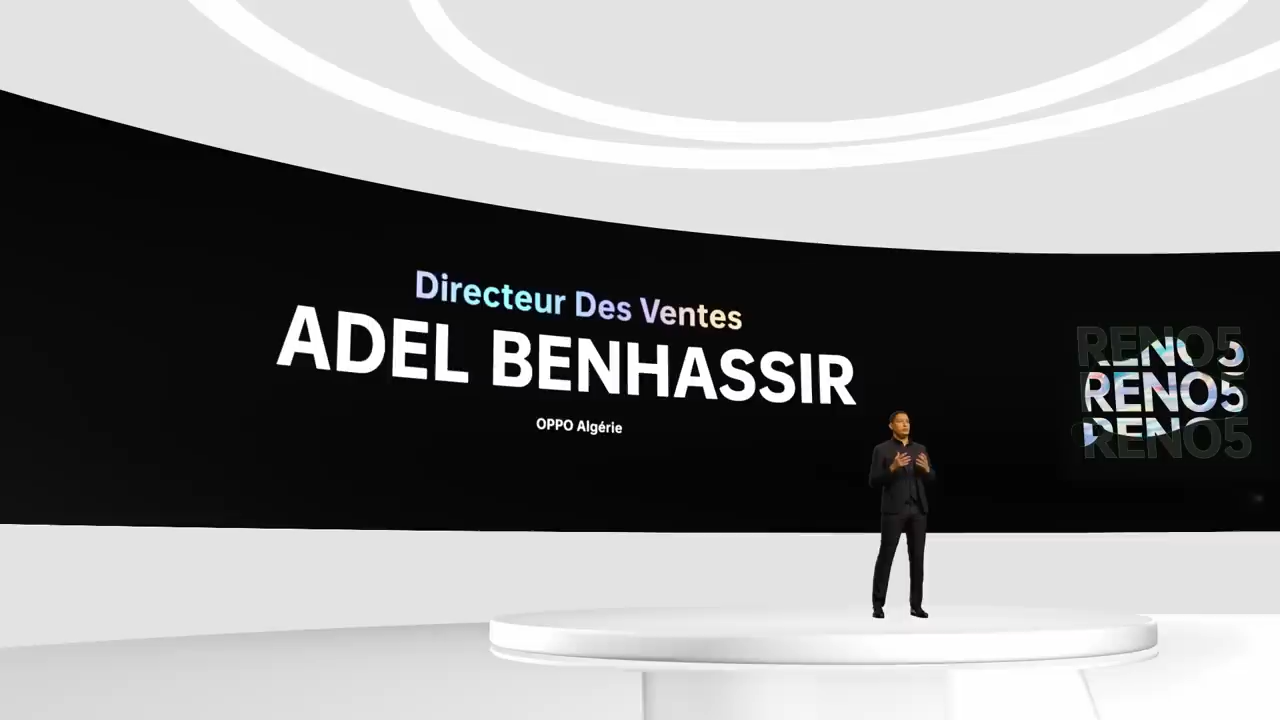 Directeur Des Ventes
ADEL BENHASSIR
OPPO Algérie
RENO5
RENO5
RENO5